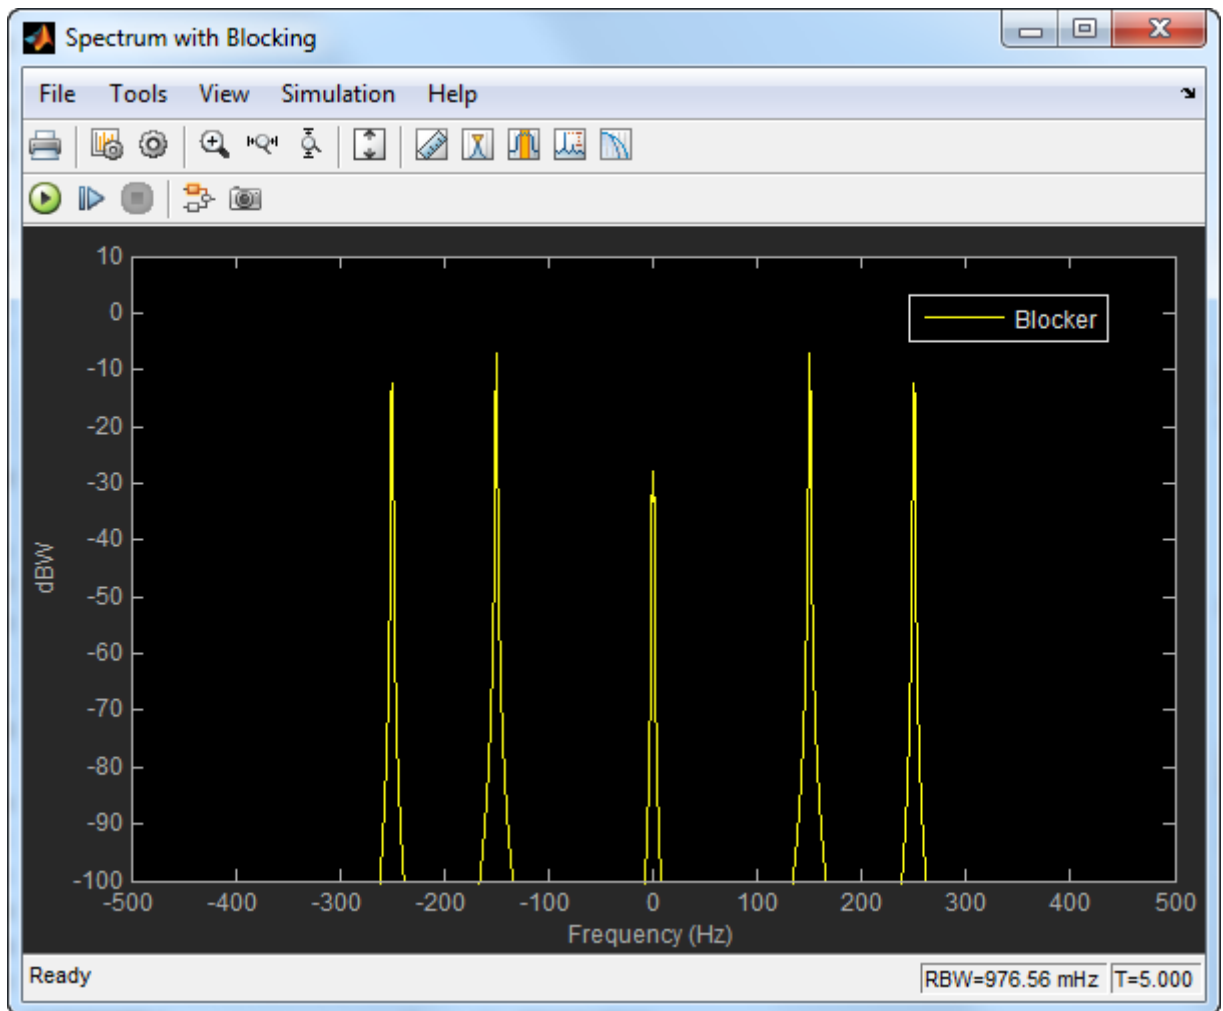 Spectrum with Blocking
File Tools View Simulation Help
10
0
-10
-20
-30
-40
-50
-60
-70
-80
-90
-100
dBW
Blocker
-500 -400 -300 -200 -100 0 100 200 300 400 500
Frequency (Hz)
Ready RBW=976.56 mHz T=5.000